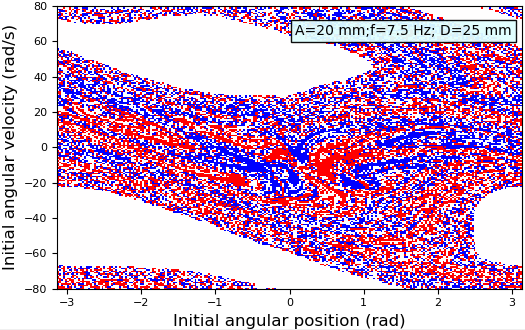 80
60
40
20
0
−20
−40
−60
−80
Initial angular velocity (rad/s)
A=20 mm;f=7.5 Hz; D=25 mm
−3 −2 −1 0 1 2 3
Initial angular position (rad)